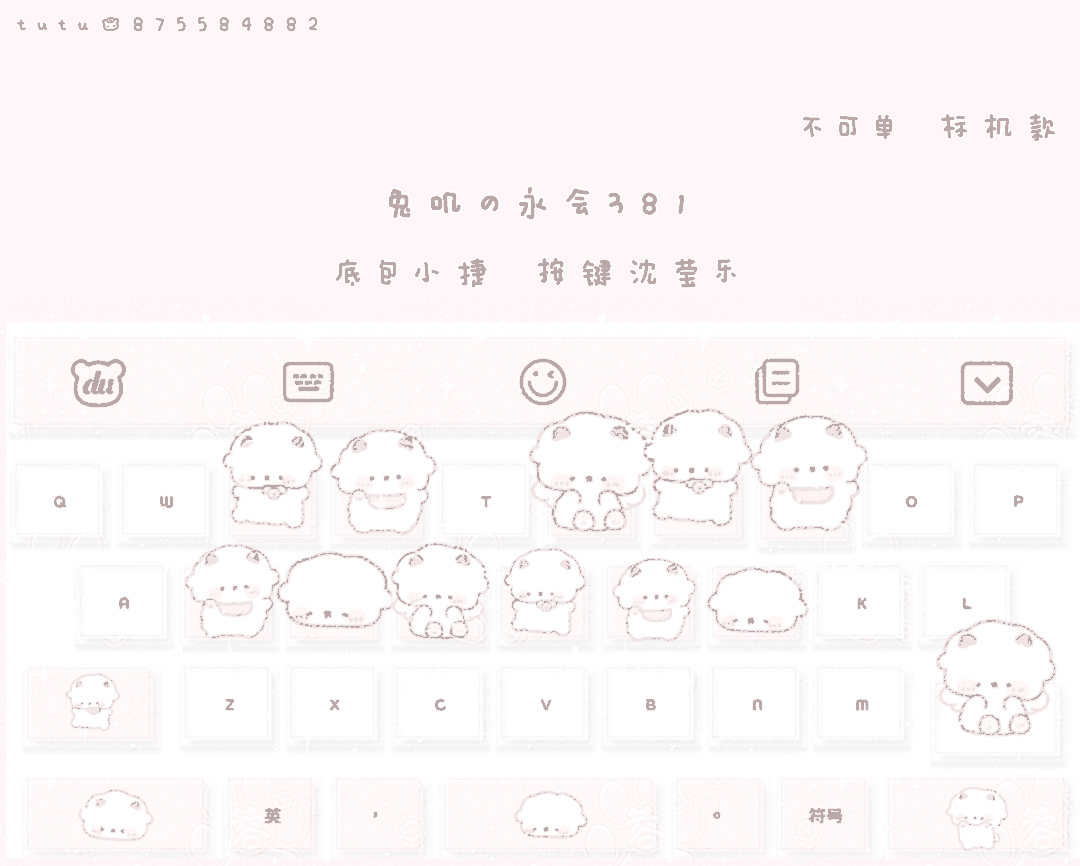 tutu 875584882
不可单 标机款
兔叽の永会381
底包小捷 按键沈莹乐
du
Q W T O P
A K L
Z X C V B n m
英 , 。 符号